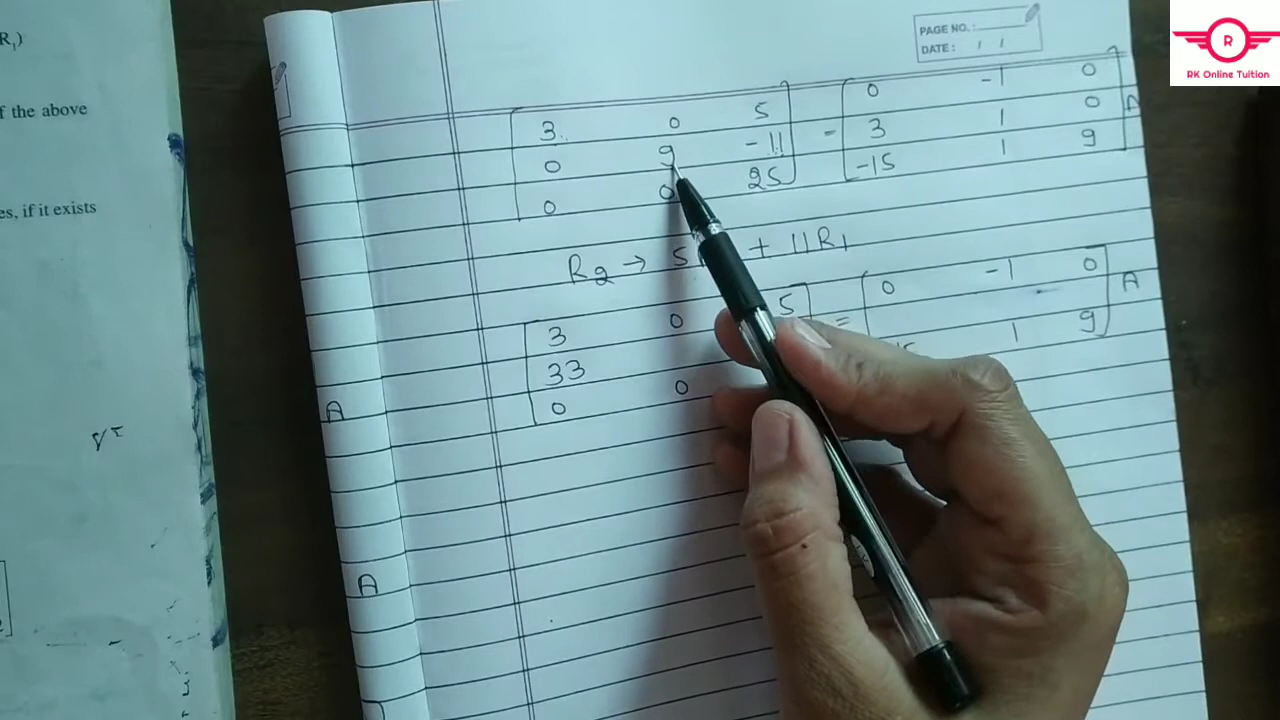 R₁)
f the above
es, if it exists
PAGE NO. :
DATE : / /
R
RK Online Tuition
3 0 5 0 -1 0
0 9 -11 - 3 1 0 A
0 0 25 -15 1 9
R₂ → 5 + 11R₁
3 0 5 = 0 -1 0 A
33
0 0 1 9
A
A